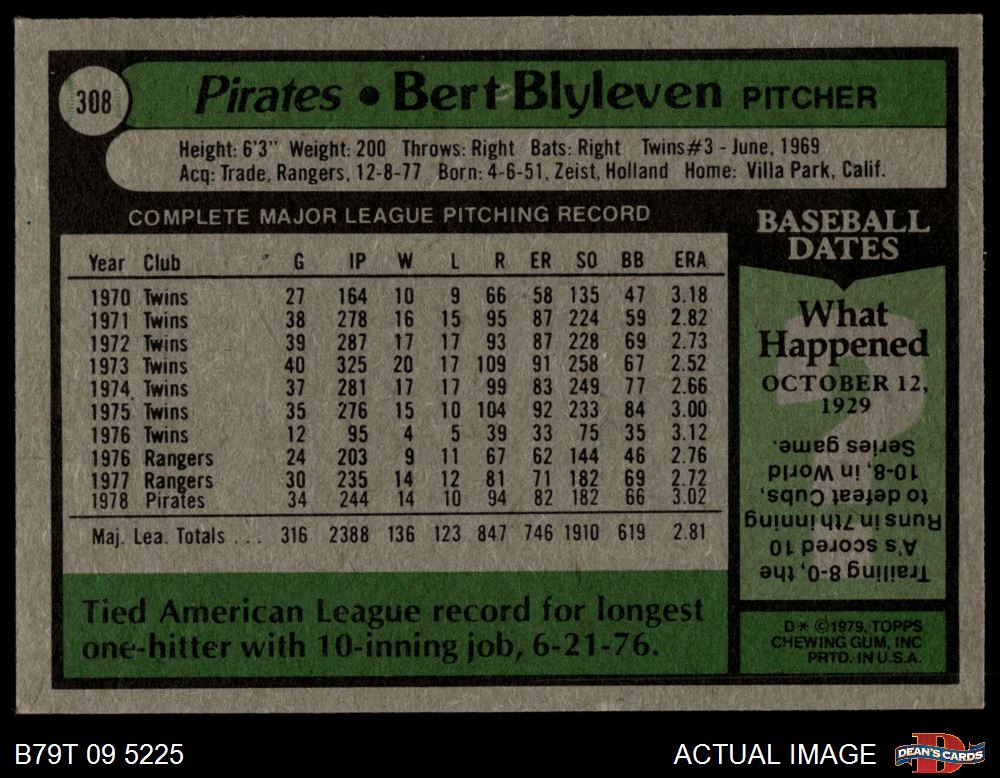 308
Pirates • Bert Blyleven PITCHER
Height: 6'3" Weight: 200 Throws: Right Bats: Right Twins #3 - June, 1969
Acq: Trade, Rangers, 12-8-77 Born: 4-6-51, Zeist, Holland Home: Villa Park, Calif.
COMPLETE MAJOR LEAGUE PITCHING RECORD
Year Club G IP W L R ER SO BB ERA
1970 Twins 27 164 10 9 66 58 135 47 3.18
1971 Twins 38 278 16 15 95 87 224 59 2.82
1972 Twins 39 287 17 17 93 87 228 69 2.73
1973 Twins 40 325 20 17 109 91 258 67 2.52
1974 Twins 37 281 17 17 99 83 249 77 2.66
1975 Twins 35 276 15 10 104 92 233 84 3.00
1976 Twins 12 95 4 5 39 33 75 35 3.12
1976 Rangers 24 203 9 11 67 62 144 46 2.76
1977 Rangers 30 235 14 12 81 71 182 69 2.72
1978 Pirates 34 244 14 10 94 82 182 66 3.02
Maj. Lea. Totals . . . 316 2388 136 123 847 746 1910 619 2.81
Tied American League record for longest
one-hitter with 10-inning job, 6-21-76.
BASEBALL
DATES
What
Happened
OCTOBER 12,
1929
Trailing 8-0, the
A's scored 10
Runs in 7th inning
to defeat Cubs,
10-8, in World
Series game.
D* ©1979, TOPPS
CHEWING GUM, INC
PRTD. IN U.S.A.
B79T 09 5225
ACTUAL IMAGE
DEAN'S CARDS